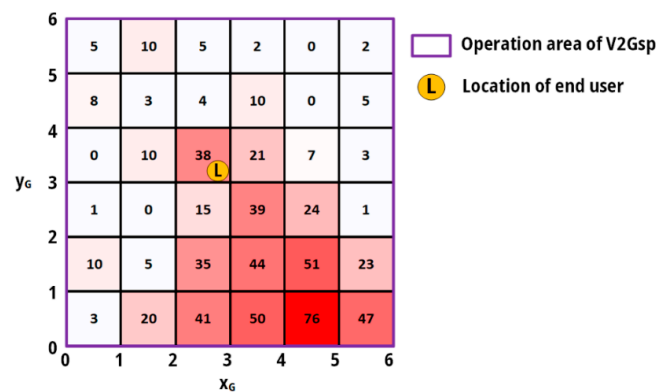 6
5 10 5 2 0 2
Operation area of V2Gsp
5
8 3 4 10 0 5
L Location of end user
4
0 10 38 21 7 3
L
yG
3
1 0 15 39 24 1
2
10 5 35 44 51 23
1
3 20 41 50 76 47
0
0 1 2 3 4 5 6
xG